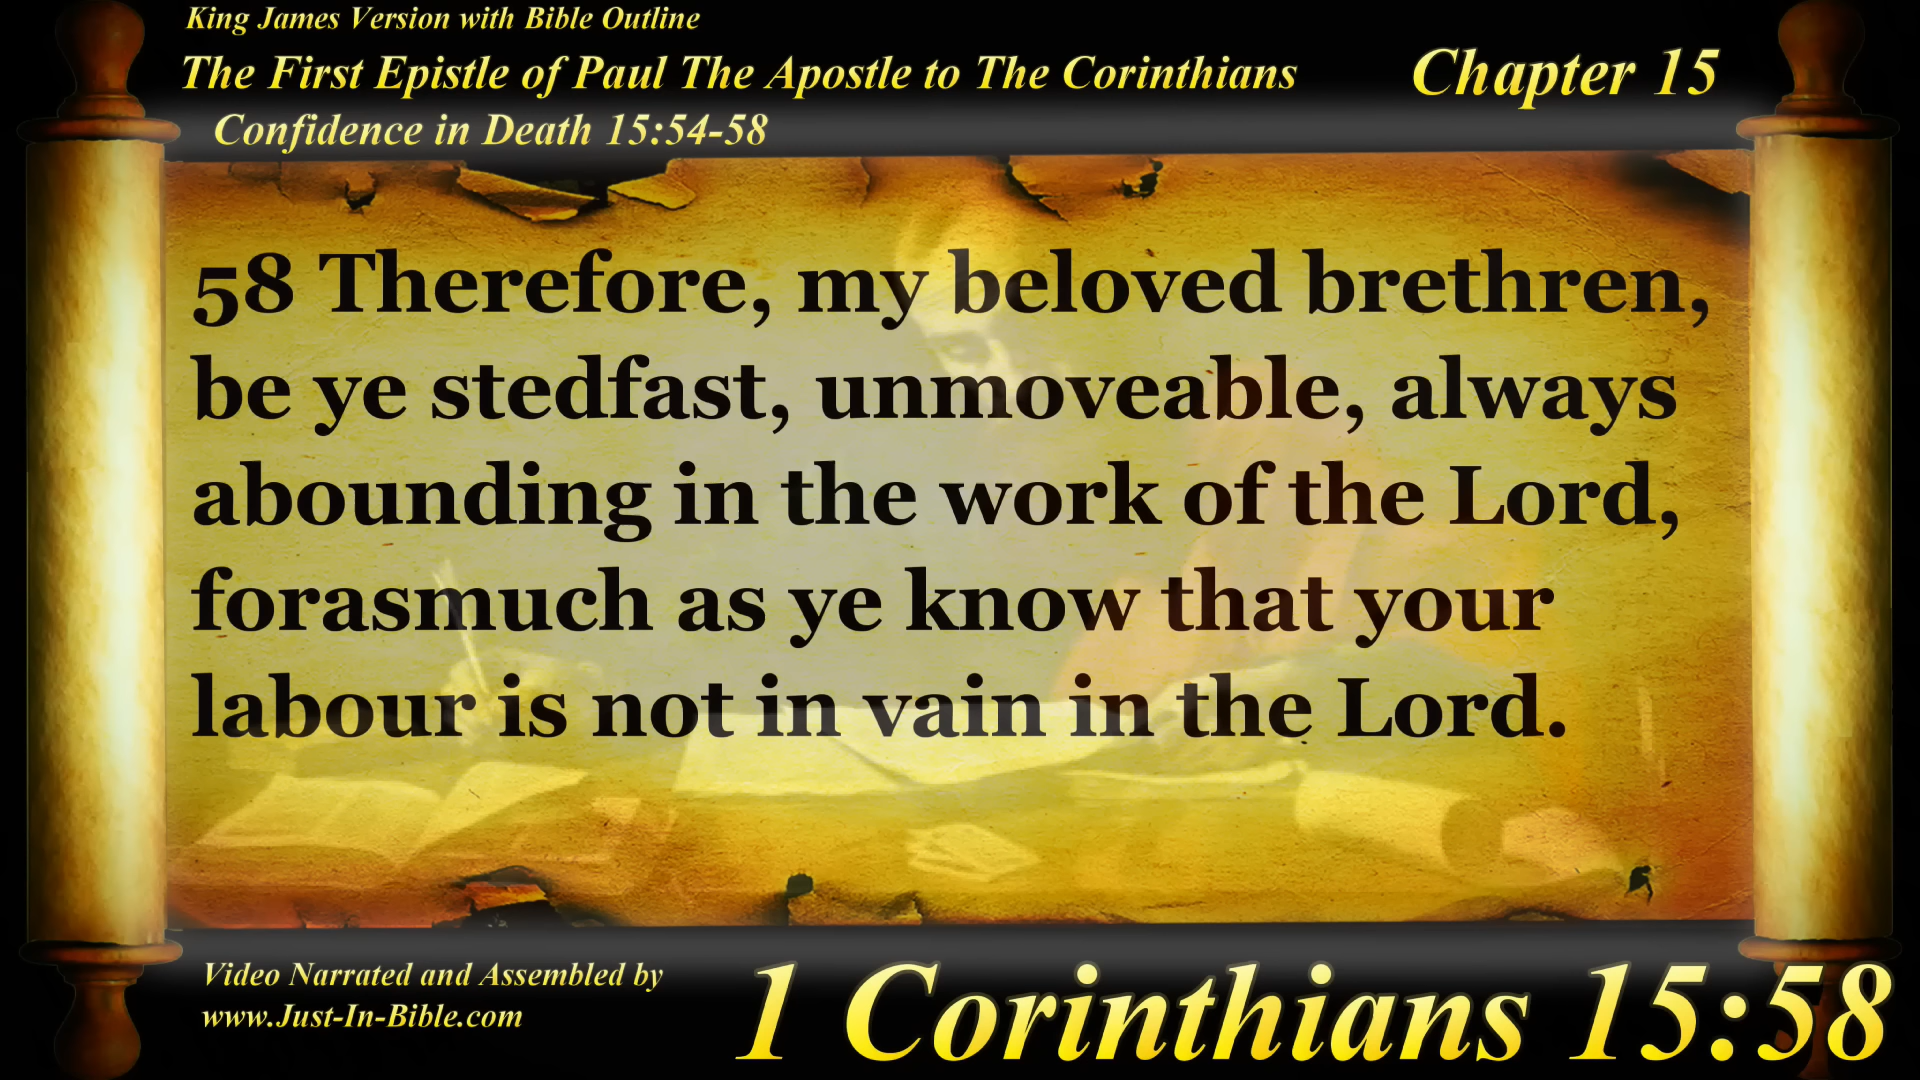 King James Version with Bible Outline
The First Epistle of Paul The Apostle to The Corinthians
Chapter 15
Confidence in Death 15:54-58
58 Therefore, my beloved brethren,
be ye stedfast, unmoveable, always
abounding in the work of the Lord,
forasmuch as ye know that your
labour is not in vain in the Lord.
Video Narrated and Assembled by
www.Just-In-Bible.com
1 Corinthians 15:58